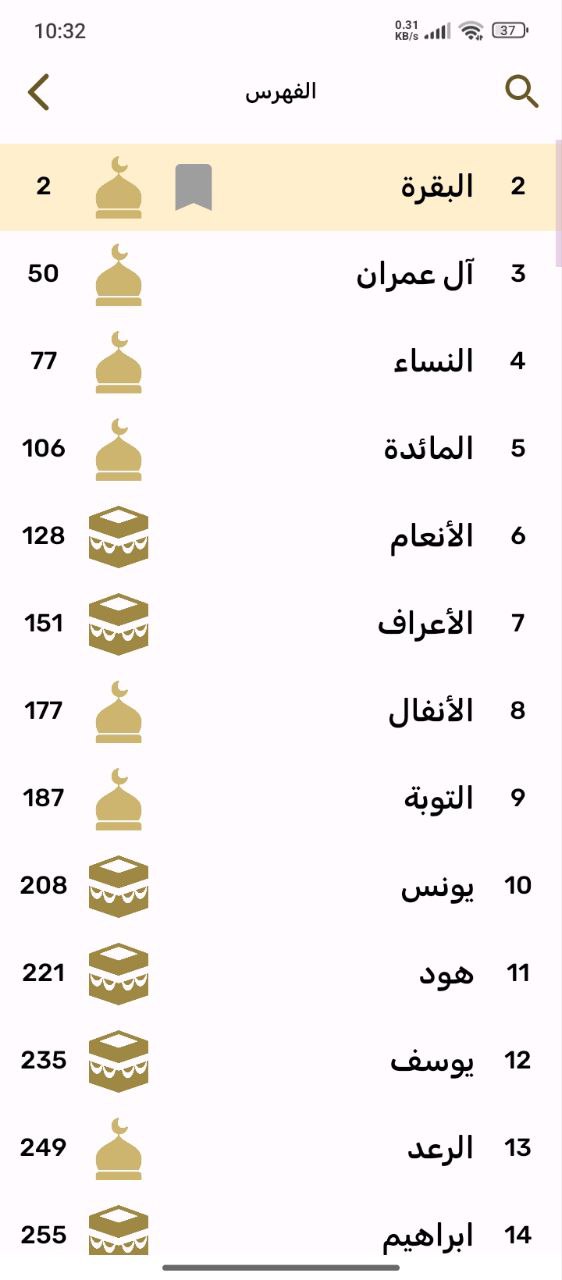 10:32 0.31 KB/s 37
الفهرس
2 البقرة 2
3 آل عمران 50
4 النساء 77
5 المائدة 106
6 الأنعام 128
7 الأعراف 151
8 الأنفال 177
9 التوبة 187
10 يونس 208
11 هود 221
12 يوسف 235
13 الرعد 249
14 ابراهيم 255